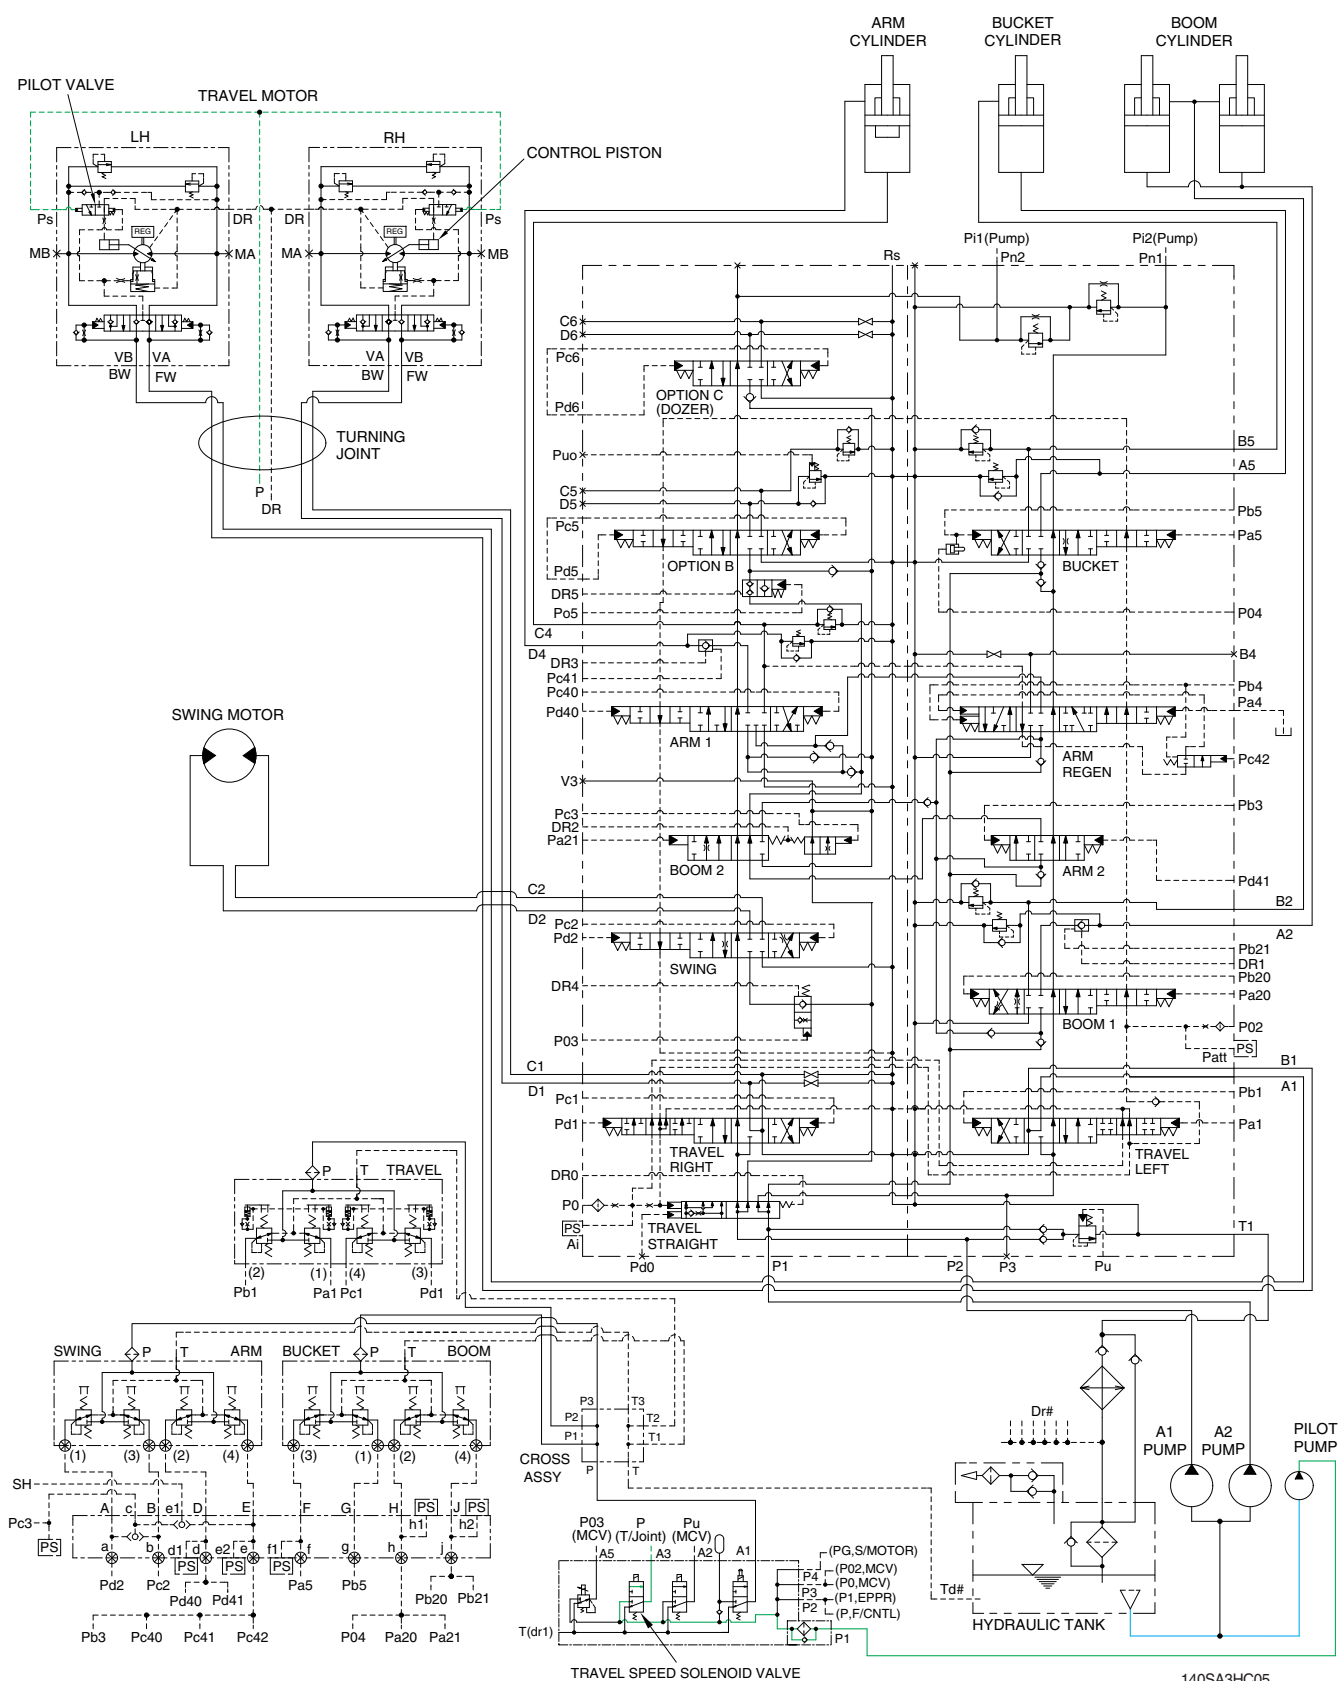 ARM
CYLINDER
BUCKET
CYLINDER
BOOM
CYLINDER
PILOT VALVE
TRAVEL MOTOR
LH
RH
CONTROL PISTON
Ps
DR
DR
Ps
REG
REG
MB
MA
MA
MB
VB
VA
VA
VB
BW
FW
BW
FW
TURNING
JOINT
P
DR
Rs
Pi1(Pump)
Pn2
Pi2(Pump)
Pn1
C6
D6
Pc6
OPTION C
(DOZER)
Pd6
Puo
B5
A5
C5
D5
Pc5
Pb5
Pa5
OPTION B
BUCKET
Pd5
DR5
Po5
P04
C4
D4
DR3
Pc41
B4
Pc40
Pb4
Pd40
Pa4
SWING MOTOR
ARM 1
ARM
REGEN
Pc42
V3
Pc3
DR2
Pb3
Pa21
BOOM 2
ARM 2
Pd41
C2
B2
D2
Pc2
A2
Pd2
SWING
Pb21
DR1
DR4
Pb20
Pa20
BOOM 1
P03
P02
PS
Patt
C1
B1
D1
A1
Pc1
Pb1
Pd1
Pa1
TRAVEL
RIGHT
TRAVEL
LEFT
DR0
P0
PS
Ai
TRAVEL
STRAIGHT
T1
Pd0
P1
P2
P3
Pu
P
T
TRAVEL
(2)
(1)
(4)
(3)
Pb1
Pa1
Pc1
Pd1
SWING
P
T
ARM
BUCKET
P
T
BOOM
(1)
(3)
(2)
(4)
(3)
(1)
(2)
(4)
P3
T3
P2
T2
P1
T1
CROSS
ASSY
P
T
SH
Pc3
PS
A
c
B
e1
D
E
F
G
H
PS
h1
J
PS
h2
a
b
d1
d
PS
e2
e
PS
f1
f
PS
g
h
j
Pd2
Pc2
Pd40
Pd41
Pa5
Pb5
Pb20
Pb21
Pb3
Pc40
Pc41
Pc42
P04
Pa20
Pa21
P03
(MCV)
P
(T/Joint)
Pu
(MCV)
A5
A3
A2
A1
(PG,S/MOTOR)
P4
(P02,MCV)
(P0,MCV)
P3
(P1,EPPR)
P2
(P,F/CNTL)
T(dr1)
P1
TRAVEL SPEED SOLENOID VALVE
Dr#
A1
PUMP
A2
PUMP
PILOT
PUMP
Td#
HYDRAULIC TANK
140SA3HC05